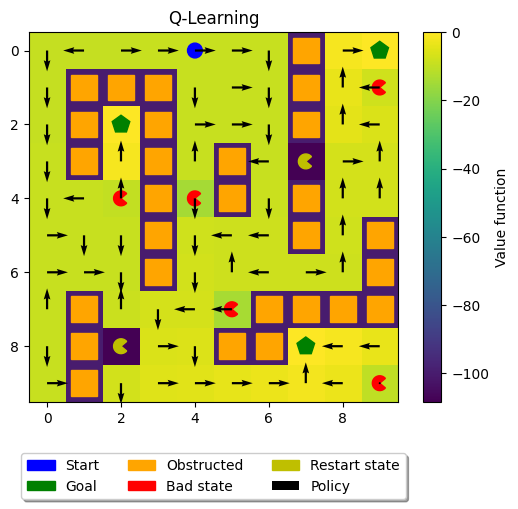 Q-Learning
0
2
4
6
8
0 2 4 6 8
0
−20
−40
−60
−80
−100
Value function
Start Obstructed Restart state
Goal Bad state Policy